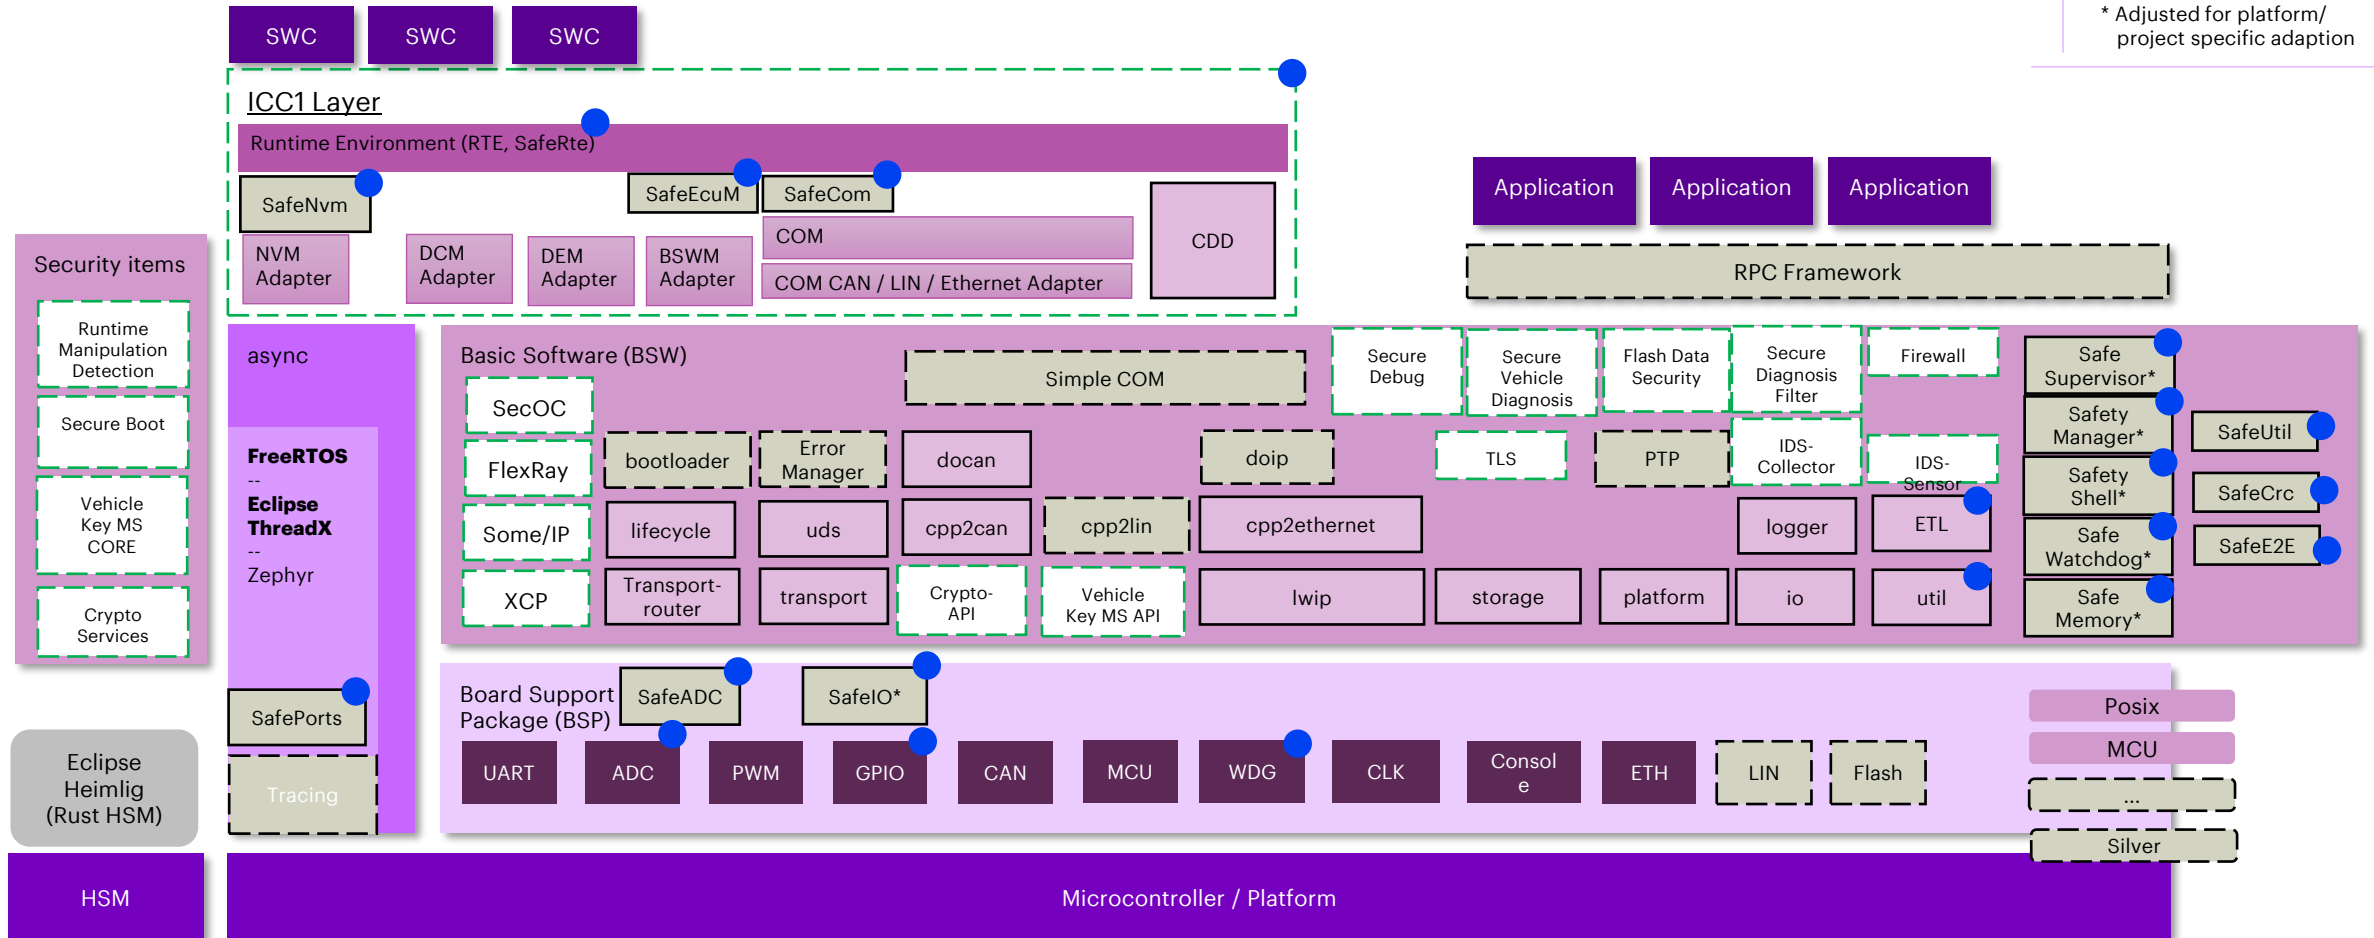 * Adjusted for platform/
project specific adaption
SWC
SWC
SWC
ICC1 Layer
Runtime Environment (RTE, SafeRte)
SafeNvm
SafeEcuM
SafeCom
NVM
Adapter
DCM
Adapter
DEM
Adapter
BSWM
Adapter
COM
COM CAN / LIN / Ethernet Adapter
CDD
Application
Application
Application
RPC Framework
Security items
Runtime
Manipulation
Detection
Secure Boot
Vehicle
Key MS
CORE
Crypto
Services
async
FreeRTOS
--
Eclipse
ThreadX
--
Zephyr
SafePorts
Tracing
Basic Software (BSW)
Simple COM
Secure
Debug
Secure
Vehicle
Diagnosis
Flash Data
Security
Secure
Diagnosis
Filter
Firewall
Safe
Supervisor*
SecOC
FlexRay
bootloader
Error
Manager
docan
doip
TLS
PTP
IDS-
Collector
IDS-
Sensor
Safety
Manager*
SafeUtil
Safety
Shell*
SafeCrc
Some/IP
lifecycle
uds
cpp2can
cpp2lin
cpp2ethernet
logger
ETL
Safe
Watchdog*
SafeE2E
XCP
Transport-
router
transport
Crypto-
API
Vehicle
Key MS API
lwip
storage
platform
io
util
Safe
Memory*
Board Support
Package (BSP)
SafeADC
SafeIO*
UART
ADC
PWM
GPIO
CAN
MCU
WDG
CLK
Consol
e
ETH
LIN
Flash
Posix
MCU
...
Silver
Eclipse
Heimlig
(Rust HSM)
HSM
Microcontroller / Platform